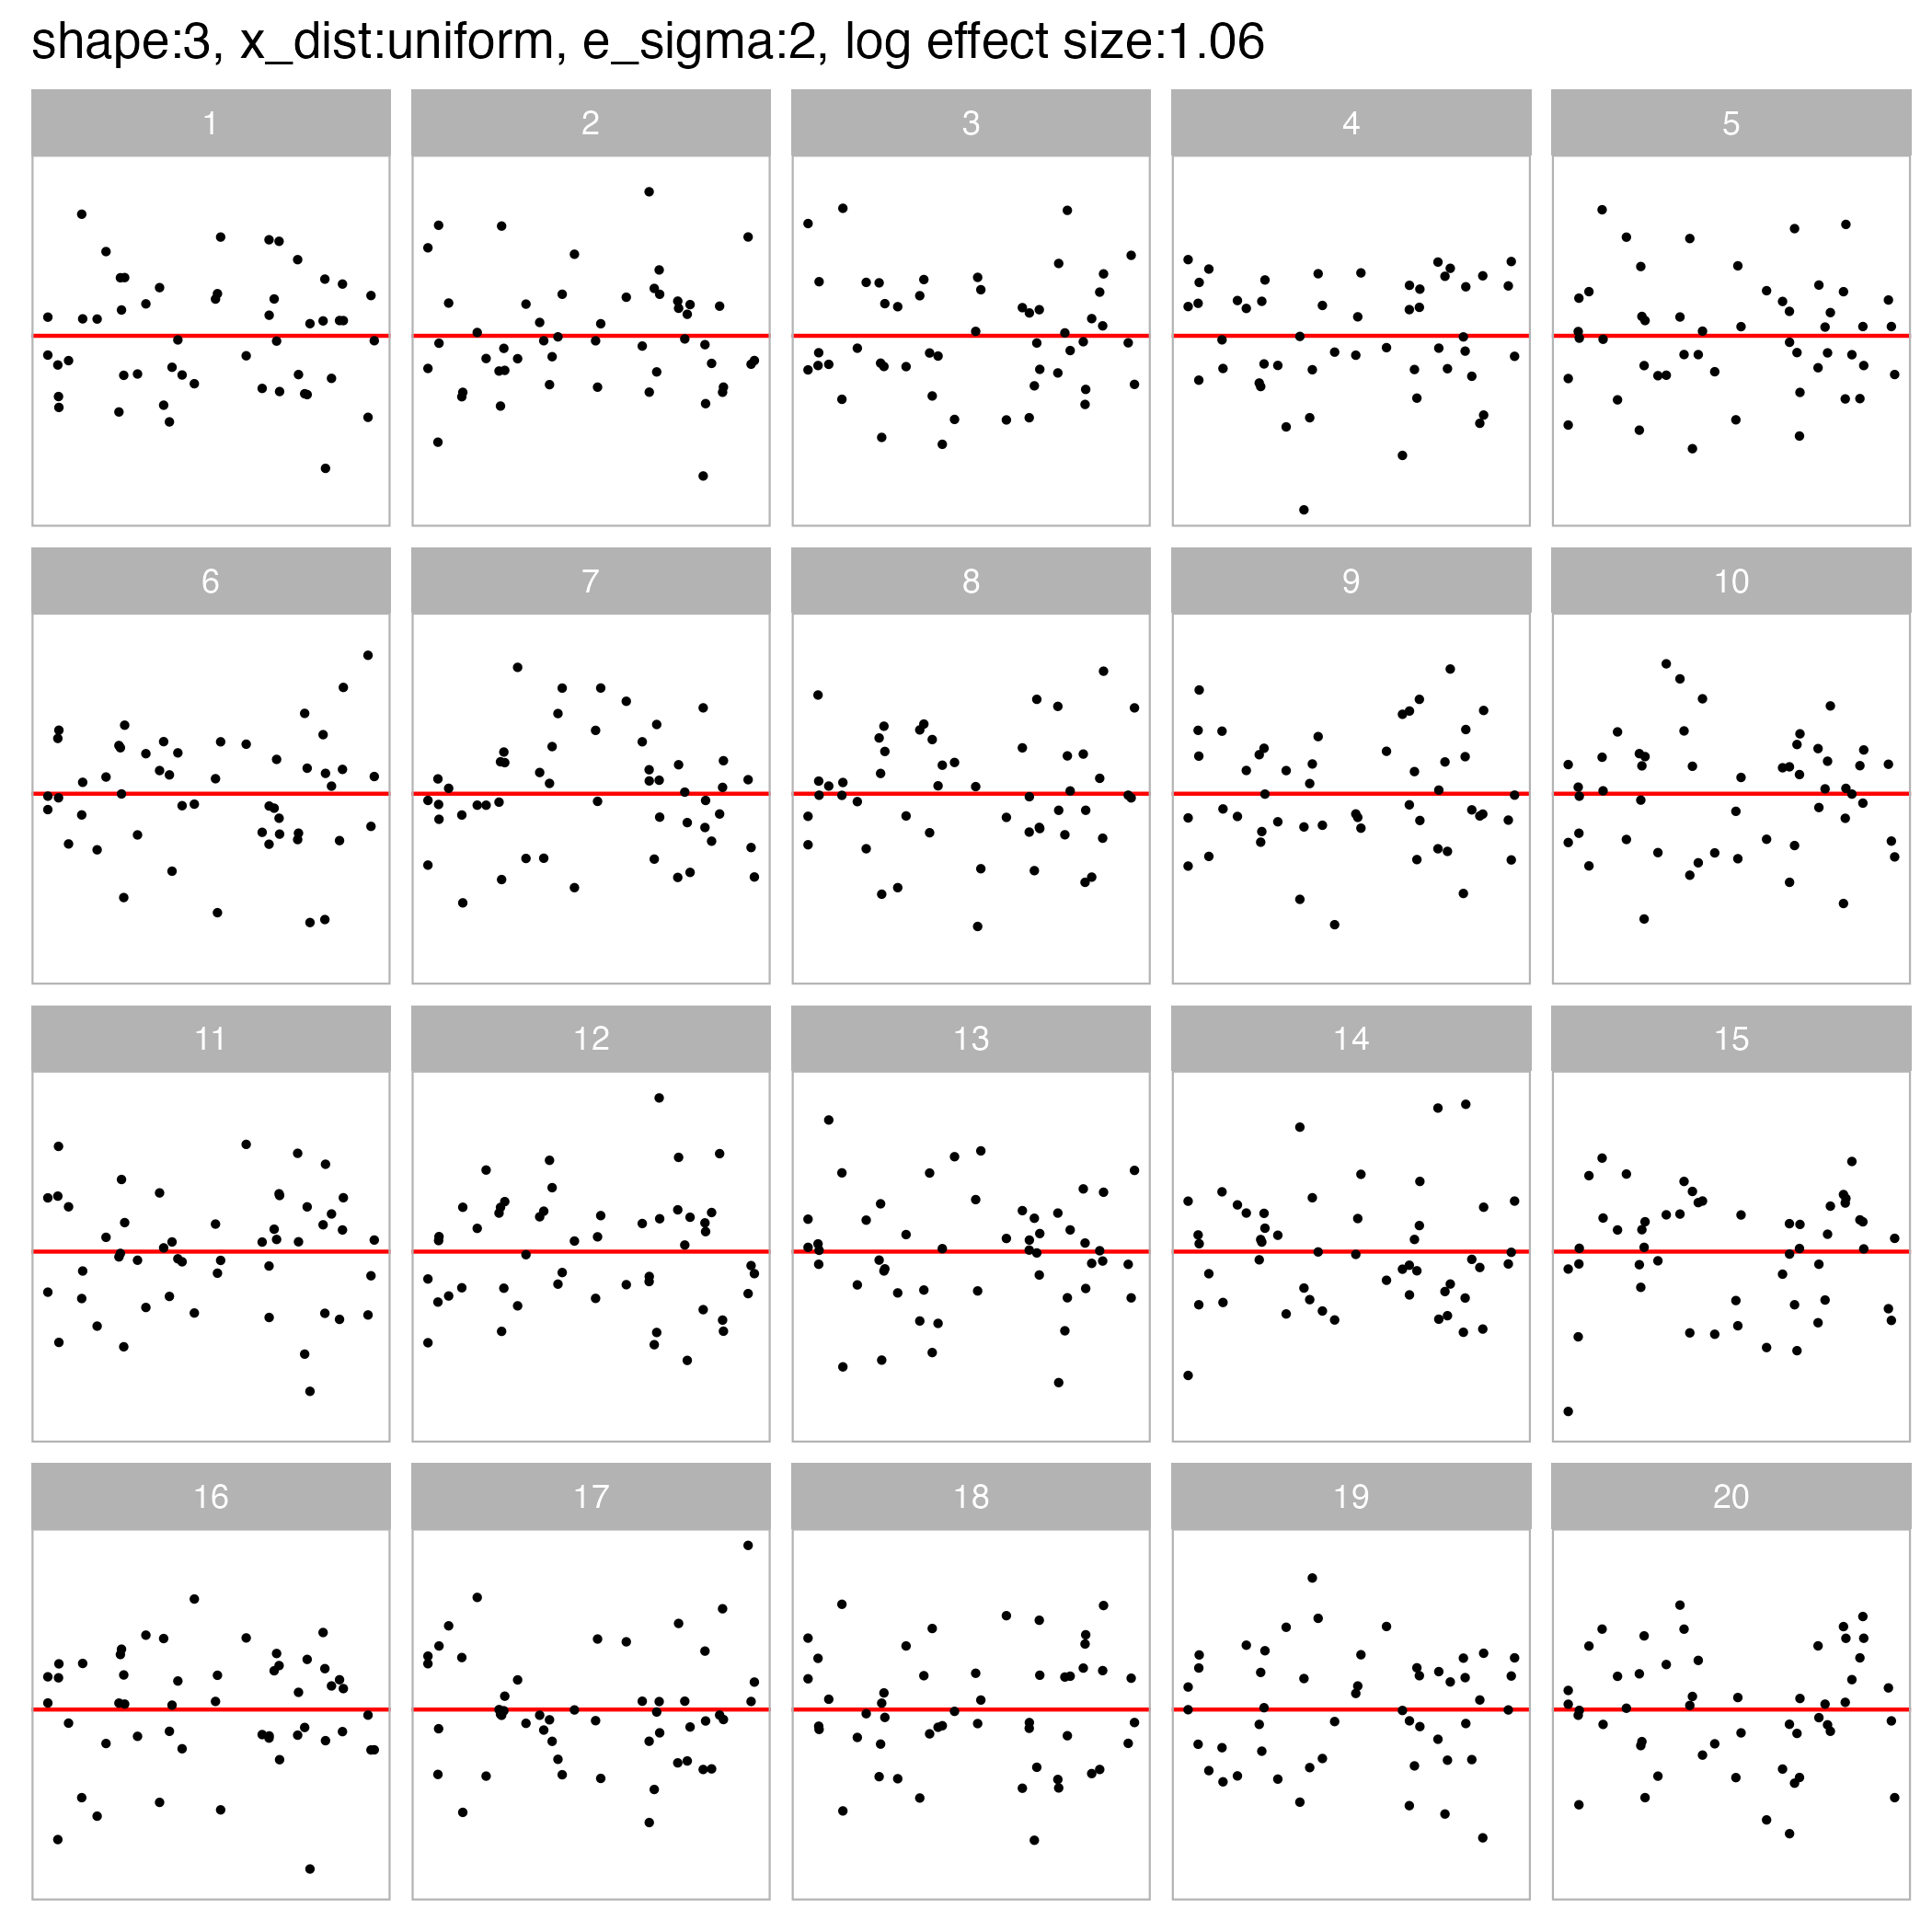 shape:3, x_dist:uniform, e_sigma:2, log effect size:1.06
1 2 3 4 5
6 7 8 9 10
11 12 13 14 15
16 17 18 19 20